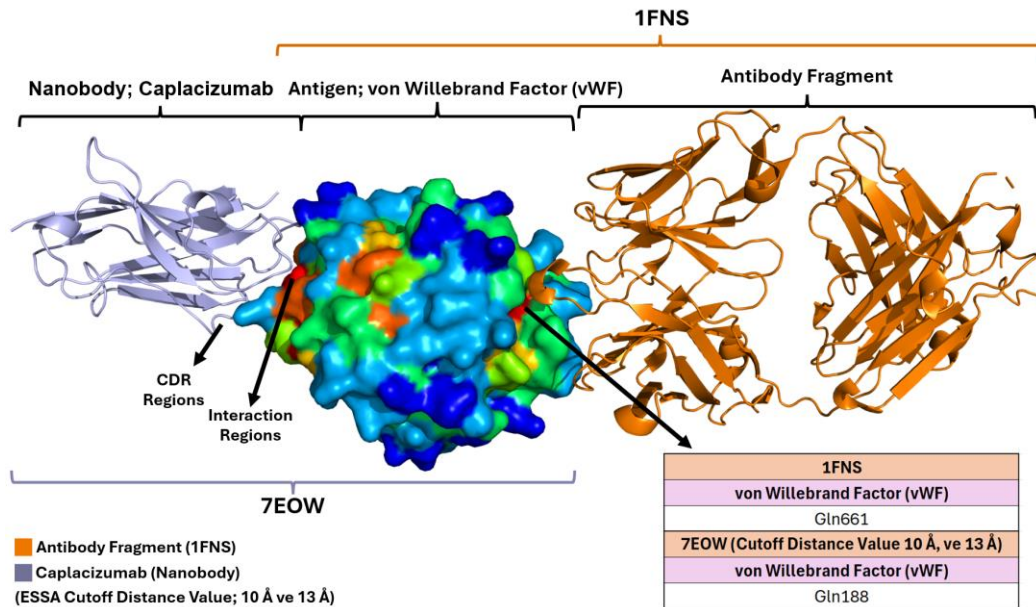 1FNS
Nanobody; Caplacizumab
Antigen; von Willebrand Factor (vWF)
Antibody Fragment
CDR
Regions
Interaction
Regions
7EOW
Antibody Fragment (1FNS)
Caplacizumab (Nanobody)
(ESSA Cutoff Distance Value; 10 Å ve 13 Å)
1FNS
von Willebrand Factor (vWF)
Gln661
7EOW (Cutoff Distance Value 10 Å, ve 13 Å)
von Willebrand Factor (vWF)
Gln188